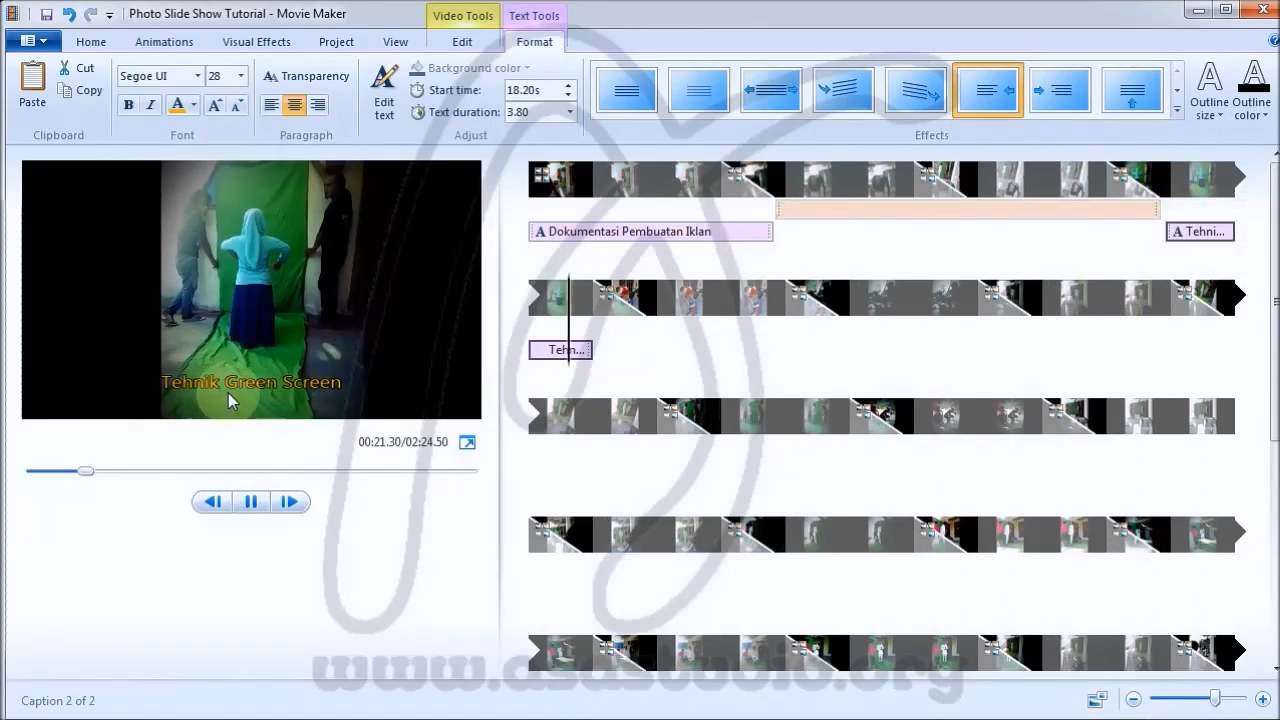 Photo Slide Show Tutorial - Movie Maker
Video Tools
Text Tools
Home
Animations
Visual Effects
Project
View
Edit
Format
Paste
Cut
Copy
Clipboard
Segoe UI
28
B
I
A
A
A
Font
Transparency
Paragraph
Edit text
Background color
Start time:
18.20s
Text duration:
3.80
Adjust
Effects
Outline size
Outline color
Tehnik Green Screen
00:21.30/02:24.50
A Dokumentasi Pembuatan Iklan
A Tehni...
Tehn...
www.asastudio.org
Caption 2 of 2